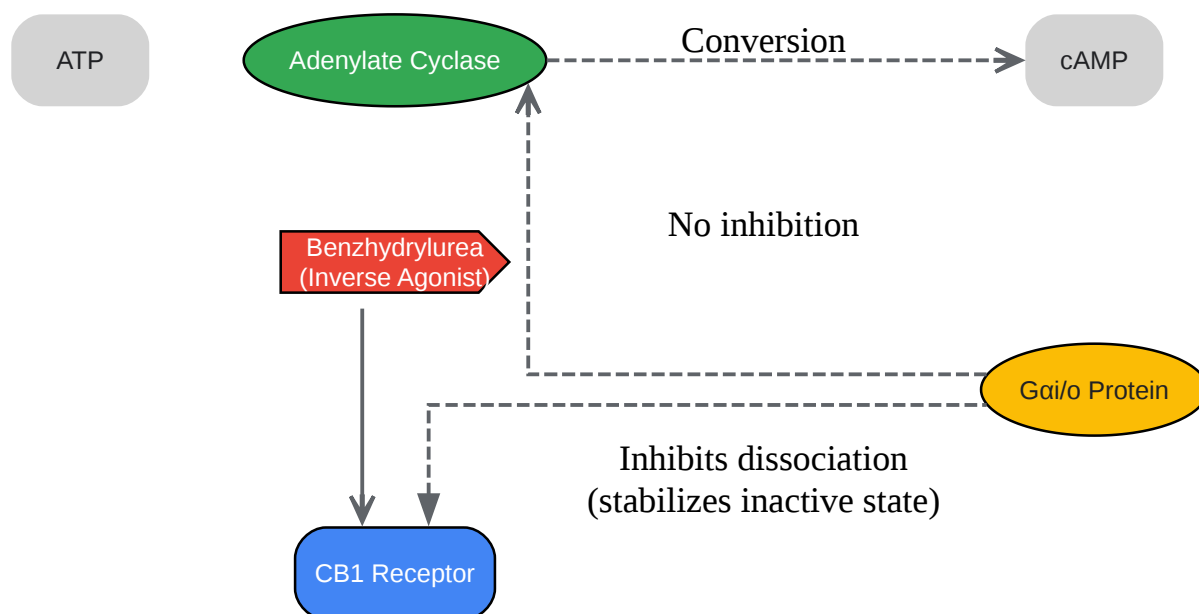 ATP
Adenylate Cyclase
Conversion
cAMP
No inhibition
Benzhydrylurea
(Inverse Agonist)
Gαi/o Protein
Inhibits dissociation
(stabilizes inactive state)
CB1 Receptor